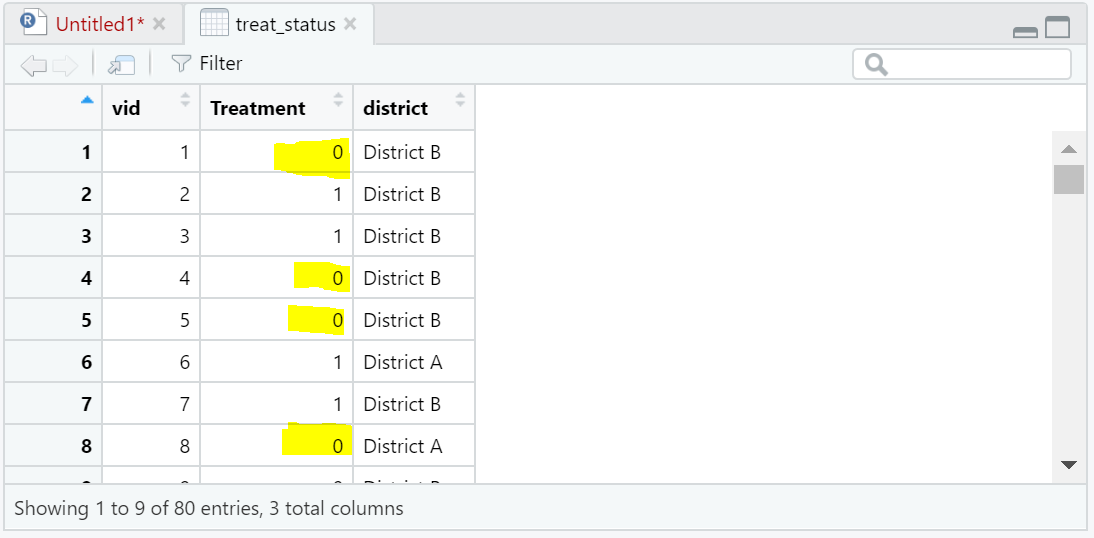 R Untitled1* × treat_status ×
Filter
vid Treatment district
1 1 0 District B
2 2 1 District B
3 3 1 District B
4 4 0 District B
5 5 0 District B
6 6 1 District A
7 7 1 District B
8 8 0 District A
Showing 1 to 9 of 80 entries, 3 total columns